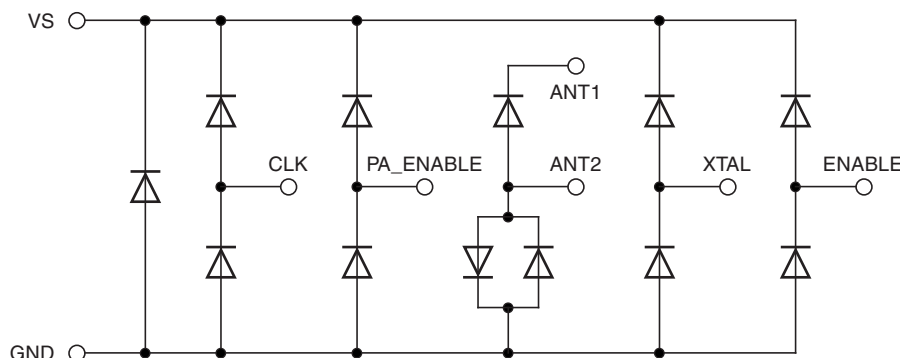 VS
ANT1
CLK
PA_ENABLE
ANT2
XTAL
ENABLE
GND